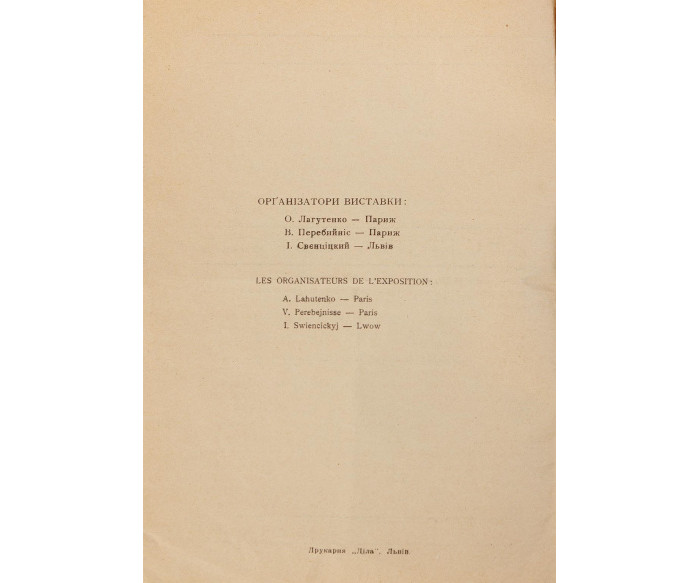 ОРҐАНІЗАТОРИ ВИСТАВКИ:
О. Лагутенко — Париж
В. Перебийніс — Париж
І. Свєнціцкий — Львів
LES ORGANISATEURS DE L'EXPOSITION:
A. Lahutenko — Paris
V. Perebejnisse — Paris
I. Swiencickyj — Lwow
Друкарня „Діла", Львів